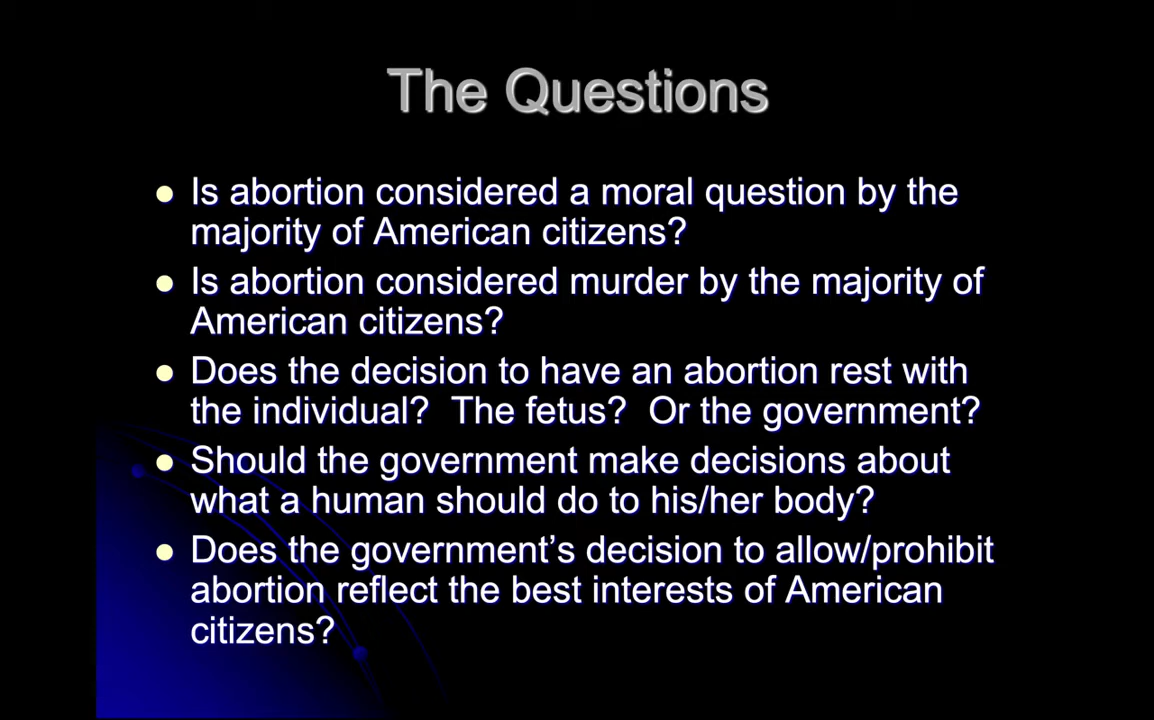 The Questions
Is abortion considered a moral question by the
majority of American citizens?
Is abortion considered murder by the majority of
American citizens?
Does the decision to have an abortion rest with
the individual?  The fetus?  Or the government?
Should the government make decisions about
what a human should do to his/her body?
Does the government’s decision to allow/prohibit
abortion reflect the best interests of American
citizens?